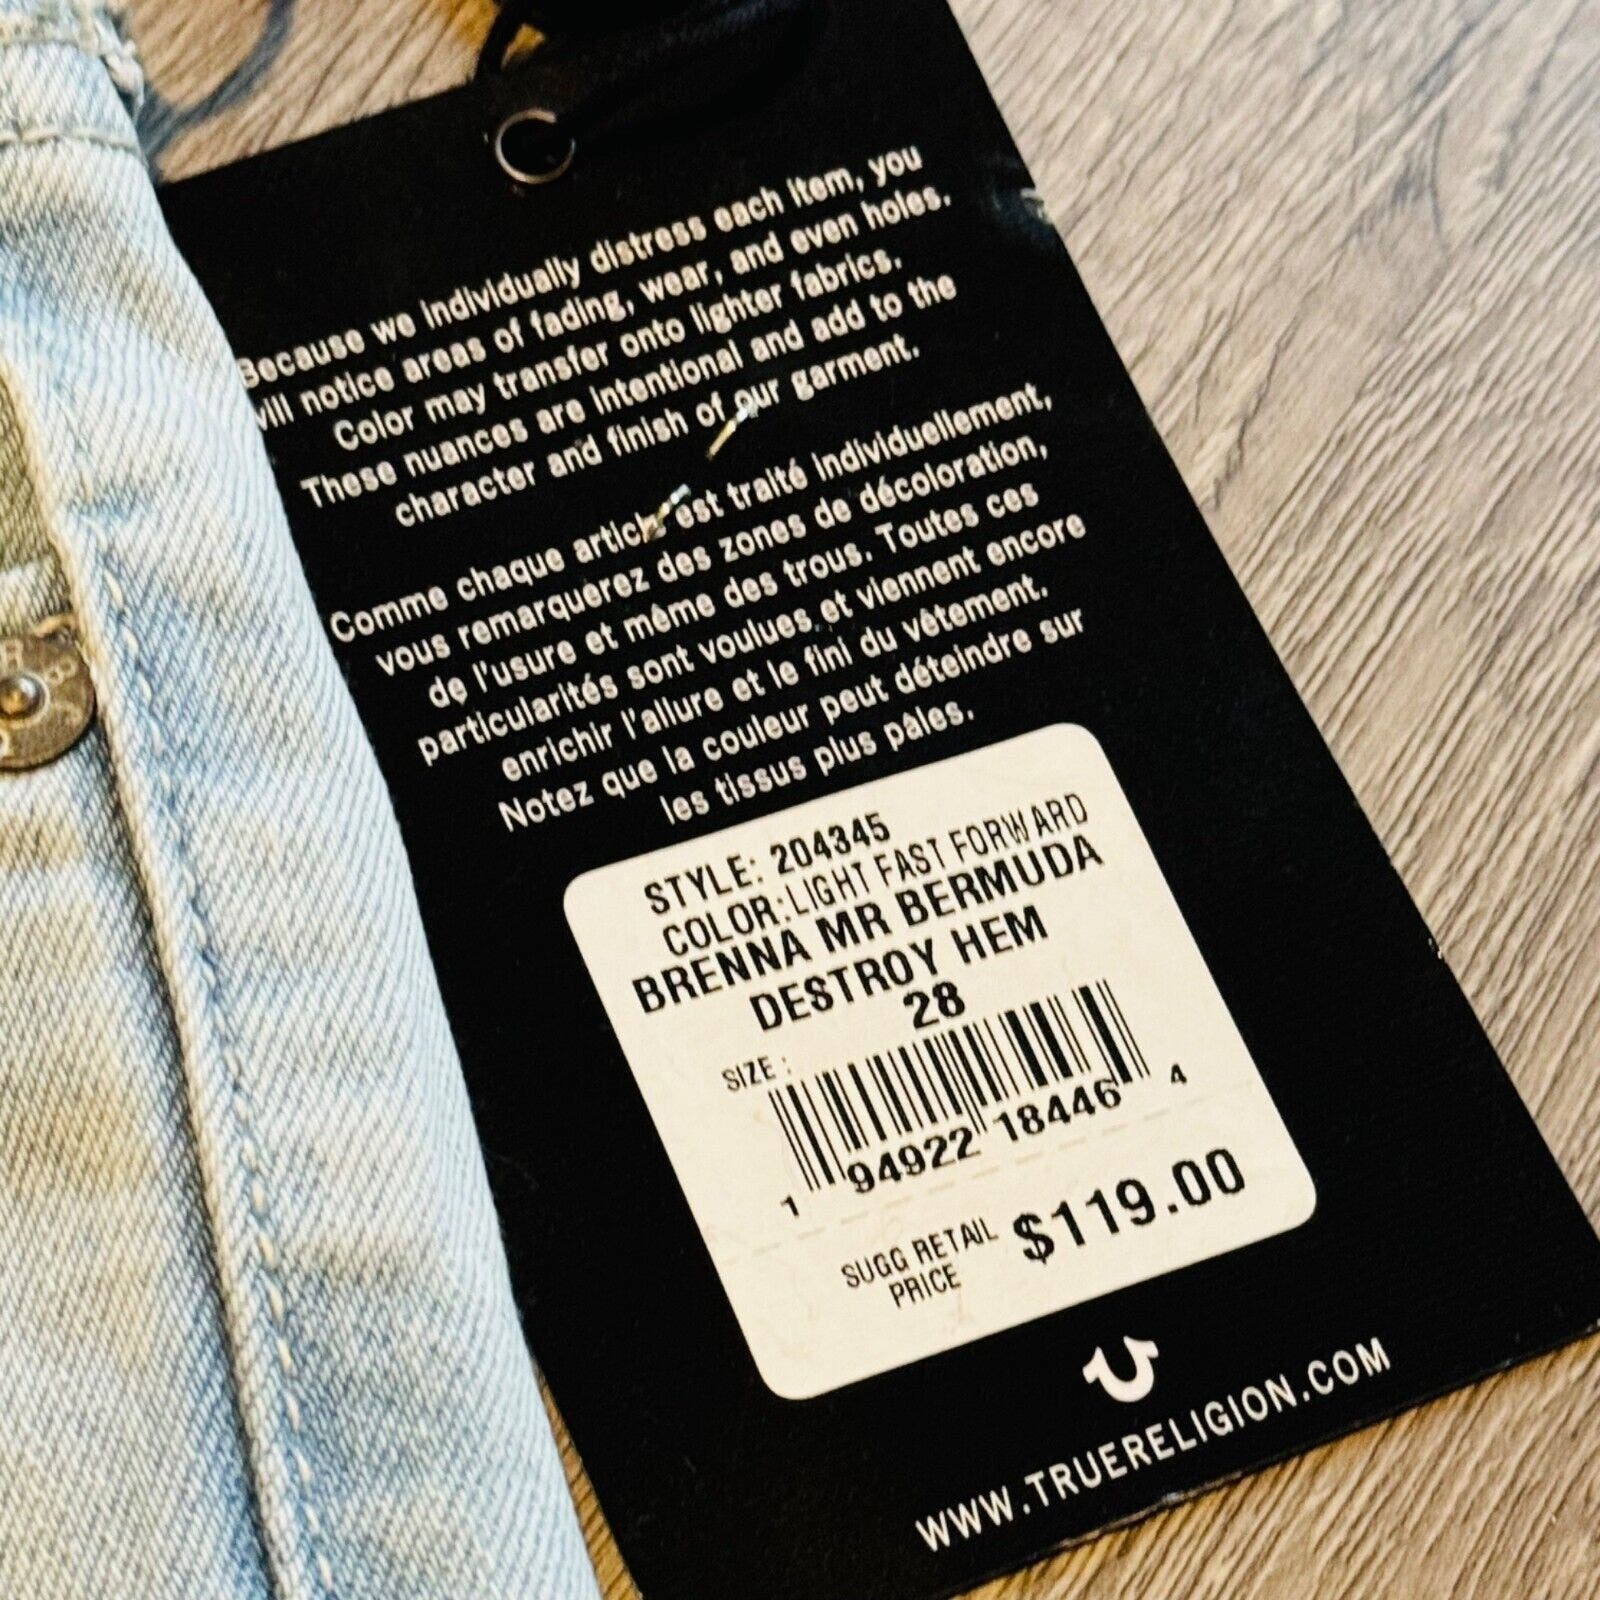 Because we individually distress each item, you
will notice areas of fading, wear, and even holes.
Color may transfer onto lighter fabrics.
These nuances are intentional and add to the
character and finish of our garment.
Comme chaque article est traité individuellement,
vous remarquerez des zones de décoloration,
de l'usure et même des trous. Toutes ces
particularités sont voulues et viennent encore
enrichir l'allure et le fini du vêtement.
Notez que la couleur peut déteindre sur
les tissus plus pâles.
STYLE: 204345
COLOR:LIGHT FAST FORWARD
BRENNA MR BERMUDA
DESTROY HEM
SIZE : 28
1 94922 18446 4
SUGG RETAIL PRICE $119.00
WWW.TRUERELIGION.COM